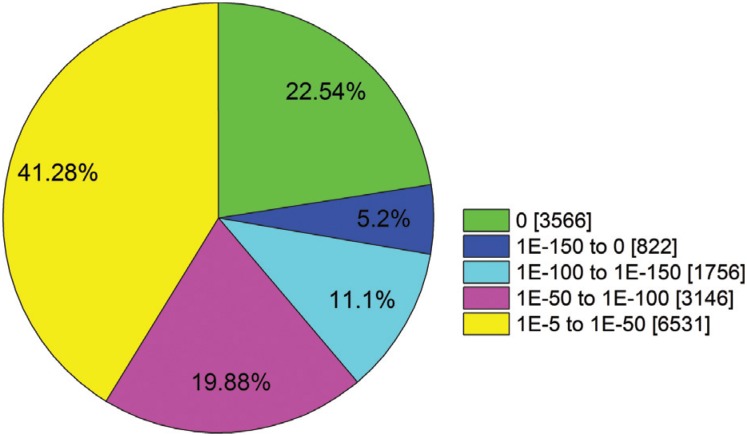 22.54%
41.28%
5.2%
11.1%
19.88%
0 [3566]
1E-150 to 0 [822]
1E-100 to 1E-150 [1756]
1E-50 to 1E-100 [3146]
1E-5 to 1E-50 [6531]